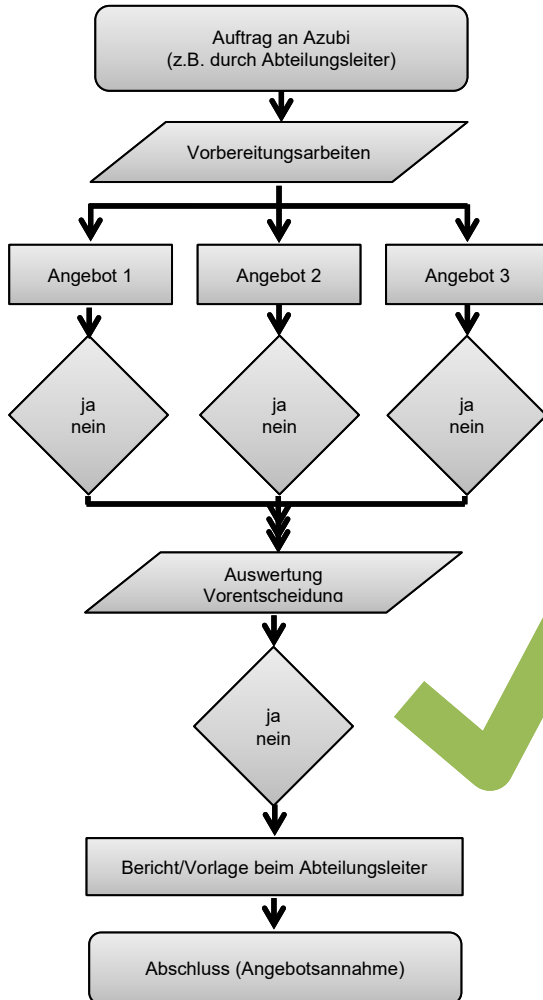 Auftrag an Azubi
(z.B. durch Abteilungsleiter)
Vorbereitungsarbeiten
Angebot 1
Angebot 2
Angebot 3
ja
nein
ja
nein
ja
nein
Auswertung
Vorentscheidung
ja
nein
Bericht/Vorlage beim Abteilungsleiter
Abschluss (Angebotsannahme)